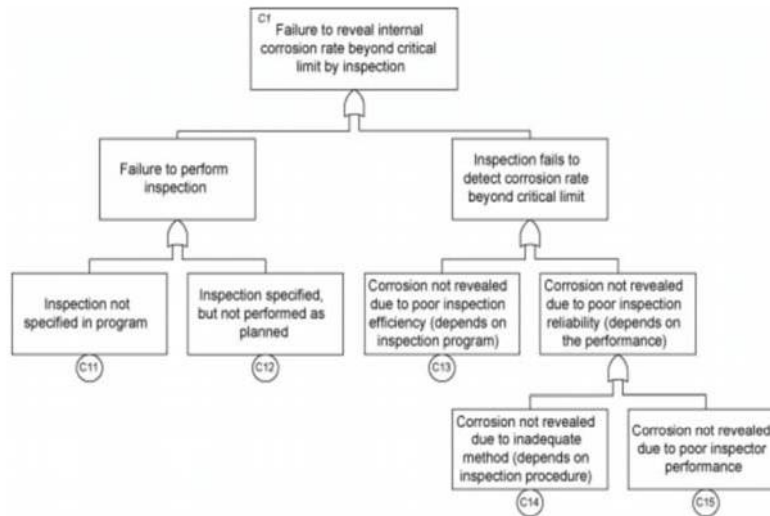 C1
Failure to reveal internal
corrosion rate beyond critical
limit by inspection
Failure to perform
inspection
Inspection fails to
detect corrosion rate
beyond critical limit
Inspection not
specified in program
Inspection specified,
but not performed as
planned
Corrosion not revealed
due to poor inspection
efficiency (depends on
inspection program)
Corrosion not revealed
due to poor inspection
reliability (depends on
the performance)
C11
C12
C13
Corrosion not revealed
due to inadequate
method (depends on
inspection procedure)
Corrosion not revealed
due to poor inspector
performance
C14
C15